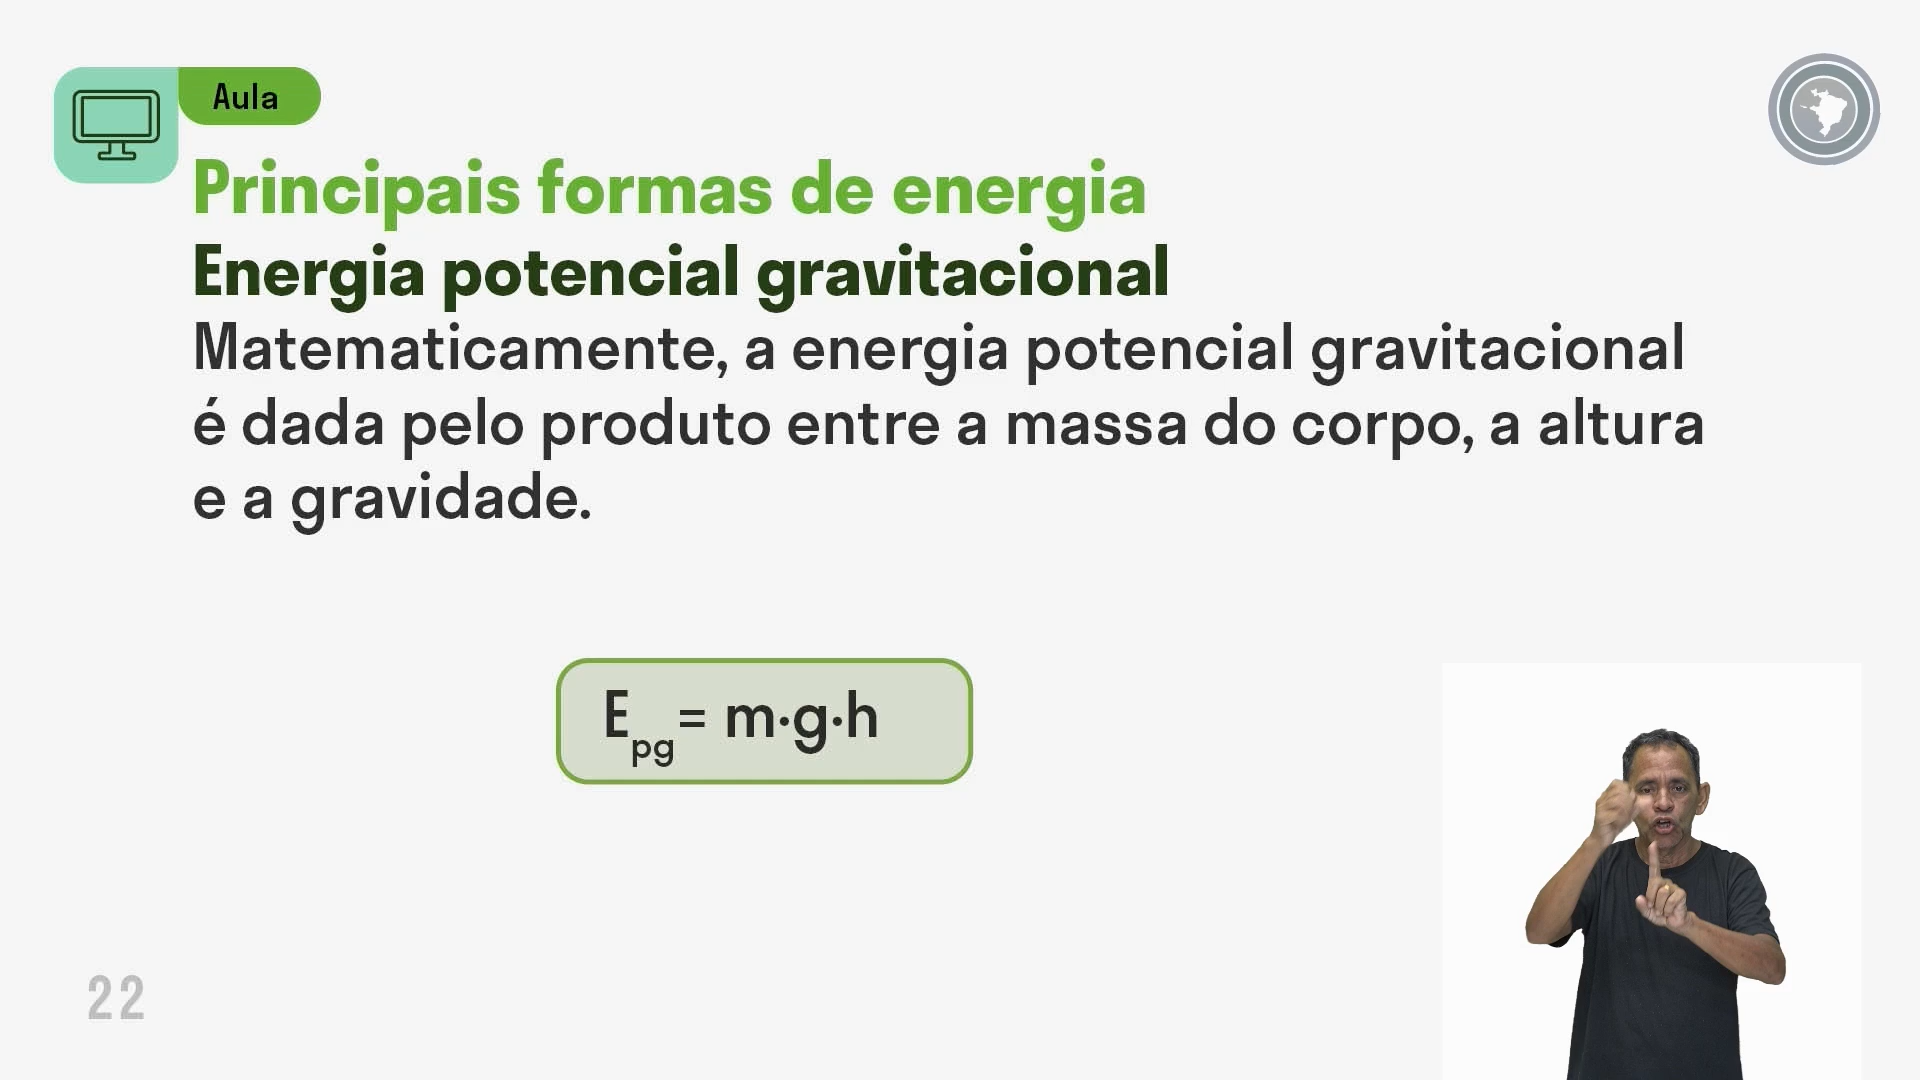 Aula
Principais formas de energia
Energia potencial gravitacional
Matematicamente, a energia potencial gravitacional
é dada pelo produto entre a massa do corpo, a altura
e a gravidade.
Epg= m·g·h
22